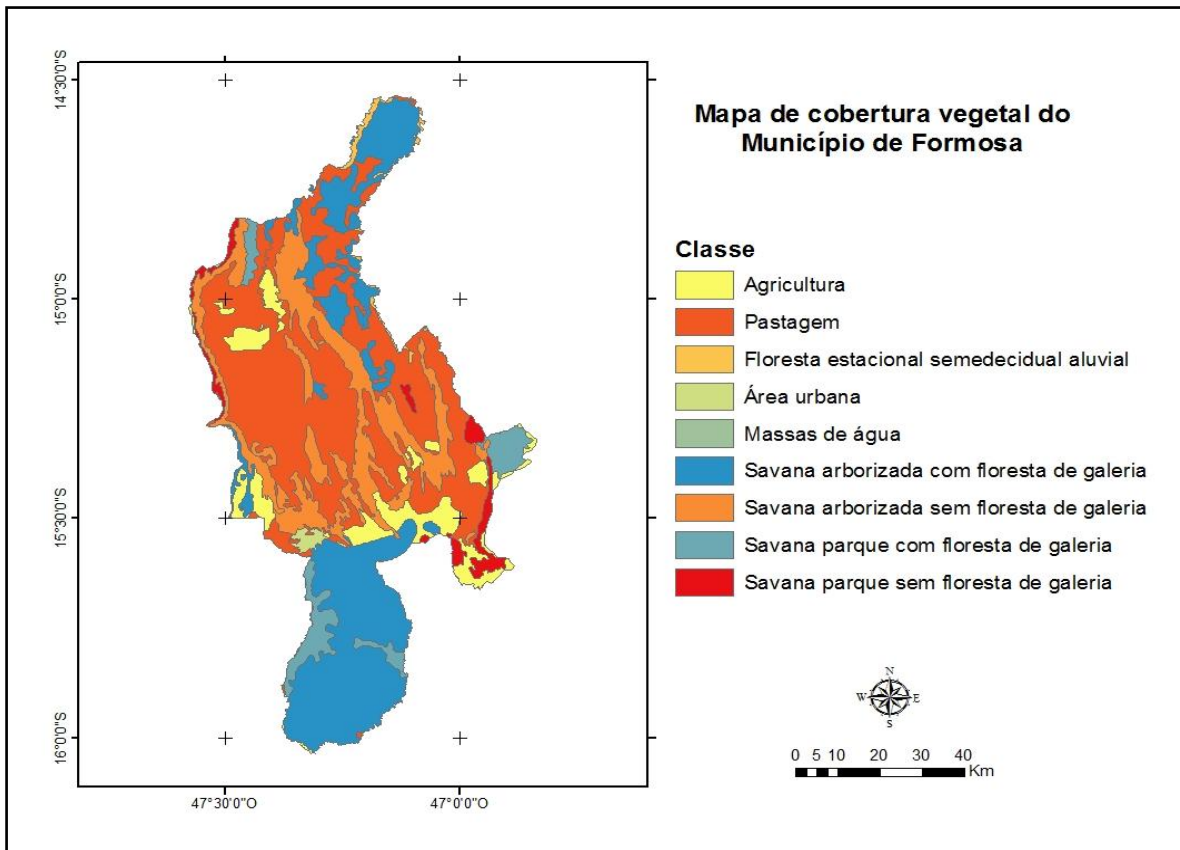 Mapa de cobertura vegetal do
Município de Formosa
14°30'0"S
15°0'0"S
15°30'0"S
16°0'0"S
47°30'0"O
47°0'0"O
Classe
Agricultura
Pastagem
Floresta estacional semedecidual aluvial
Área urbana
Massas de água
Savana arborizada com floresta de galeria
Savana arborizada sem floresta de galeria
Savana parque com floresta de galeria
Savana parque sem floresta de galeria
N
W E
S
0 5 10 20 30 40
Km